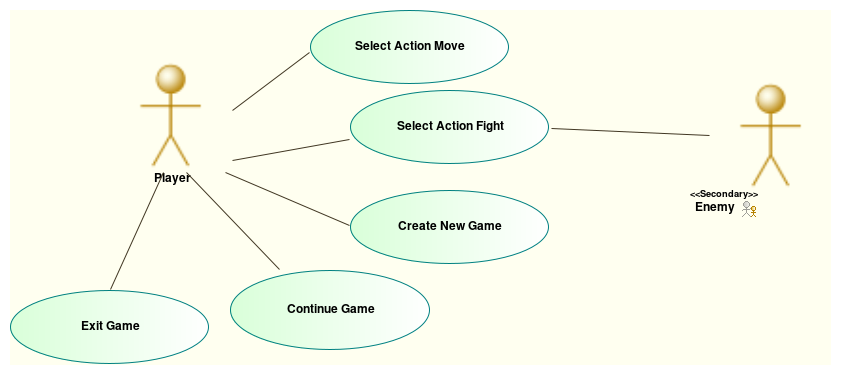 Select Action Move
Select Action Fight
Player
<<Secondary>>
Enemy
Create New Game
Continue Game
Exit Game